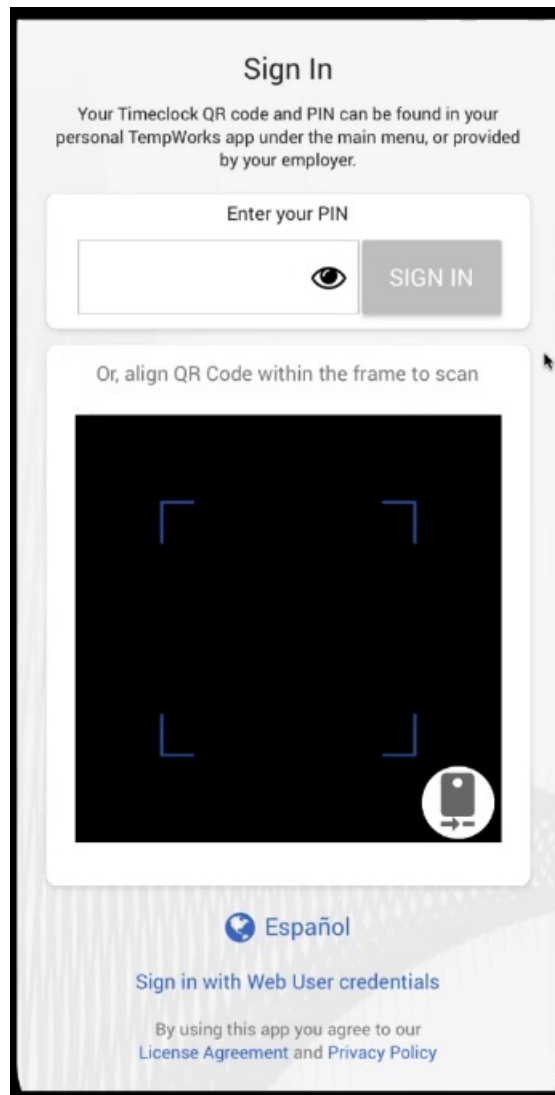 Sign In
Your Timeclock QR code and PIN can be found in your
personal TempWorks app under the main menu, or provided
by your employer.
Enter your PIN
SIGN IN
Or, align QR Code within the frame to scan
Español
Sign in with Web User credentials
By using this app you agree to our
License Agreement and Privacy Policy